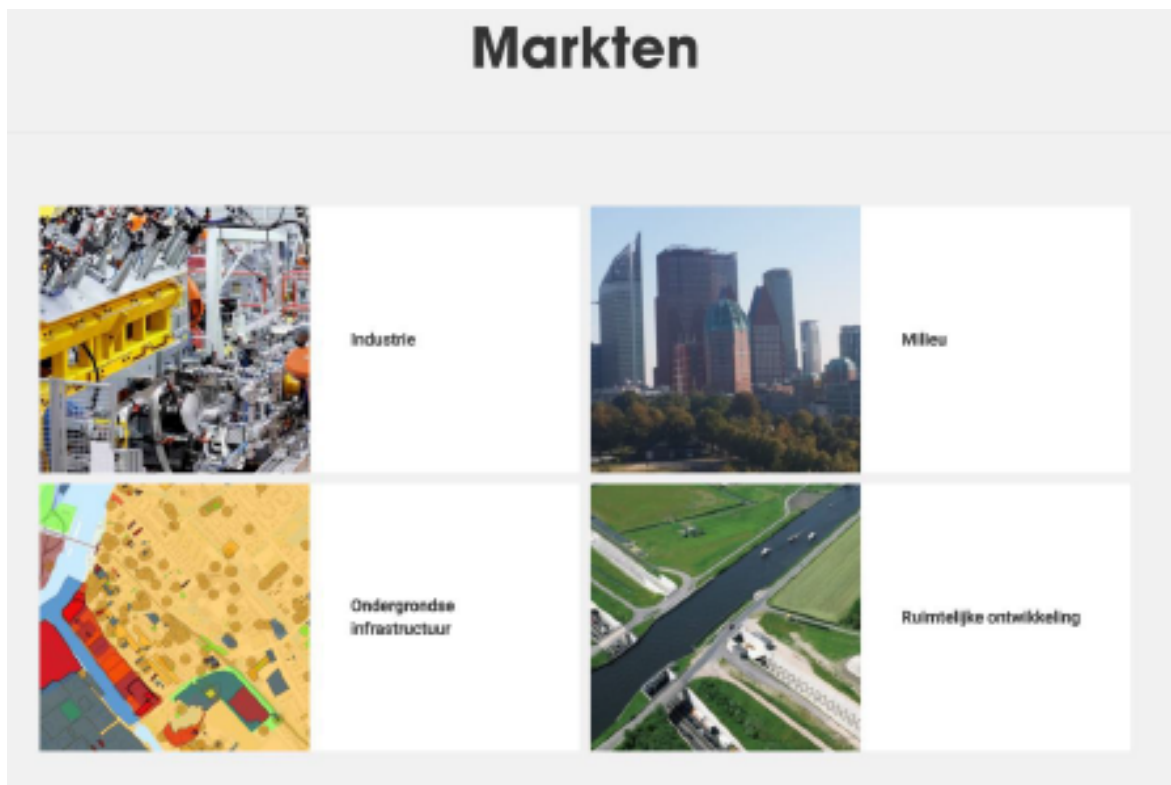 Markten
Industrie
Milieu
Ondergrondse
infrastructuur
Ruimtelijke ontwikkeling